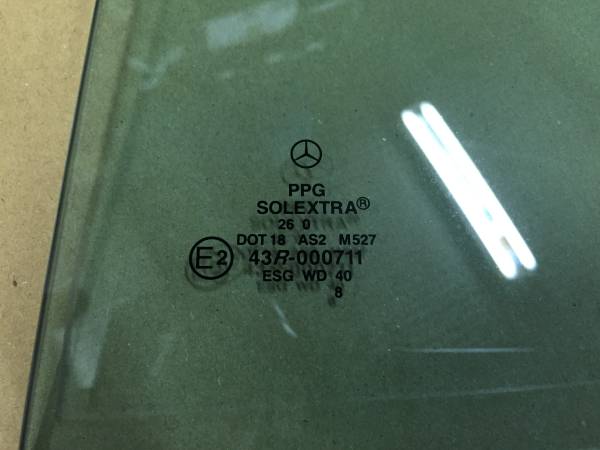 PPG
SOLEXTRA®
26 0
DOT 18 AS2 M527
E2 43R-000711
ESG WD 40
8